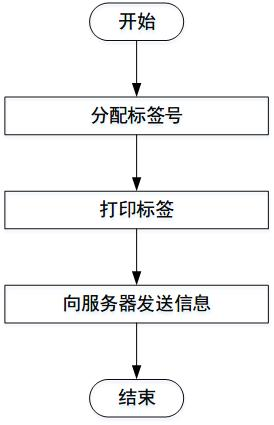 开始
分配标签号
打印标签
向服务器发送信息
结束